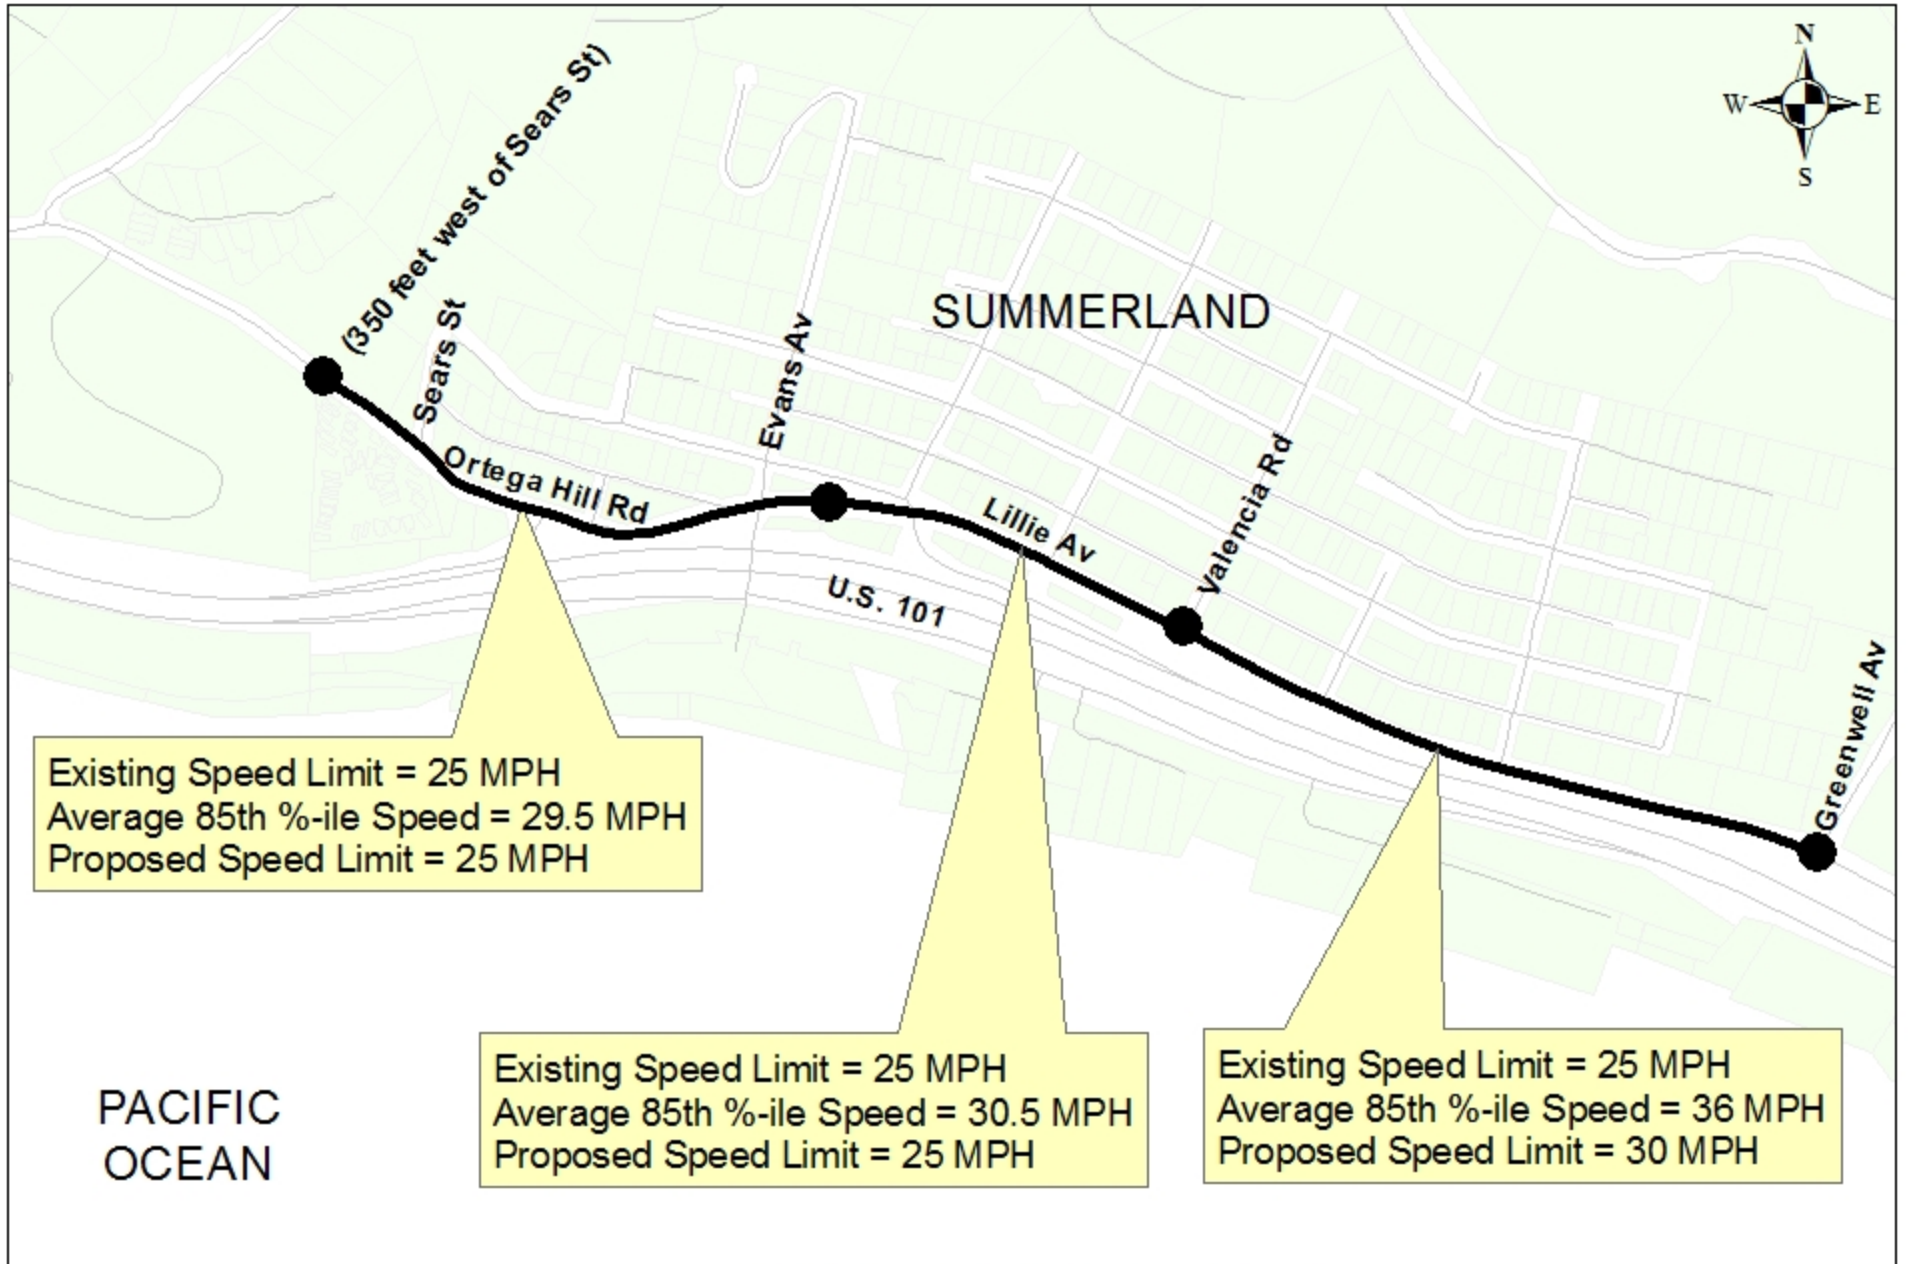 N
W E
S
(350 feet west of Sears St)
Sears St
Evans Av
SUMMERLAND
Ortega Hill Rd
Lillie Av
Valencia Rd
U.S. 101
Greenwell Av
Existing Speed Limit = 25 MPH
Average 85th %-ile Speed = 29.5 MPH
Proposed Speed Limit = 25 MPH
Existing Speed Limit = 25 MPH
Average 85th %-ile Speed = 30.5 MPH
Proposed Speed Limit = 25 MPH
Existing Speed Limit = 25 MPH
Average 85th %-ile Speed = 36 MPH
Proposed Speed Limit = 30 MPH
PACIFIC
OCEAN